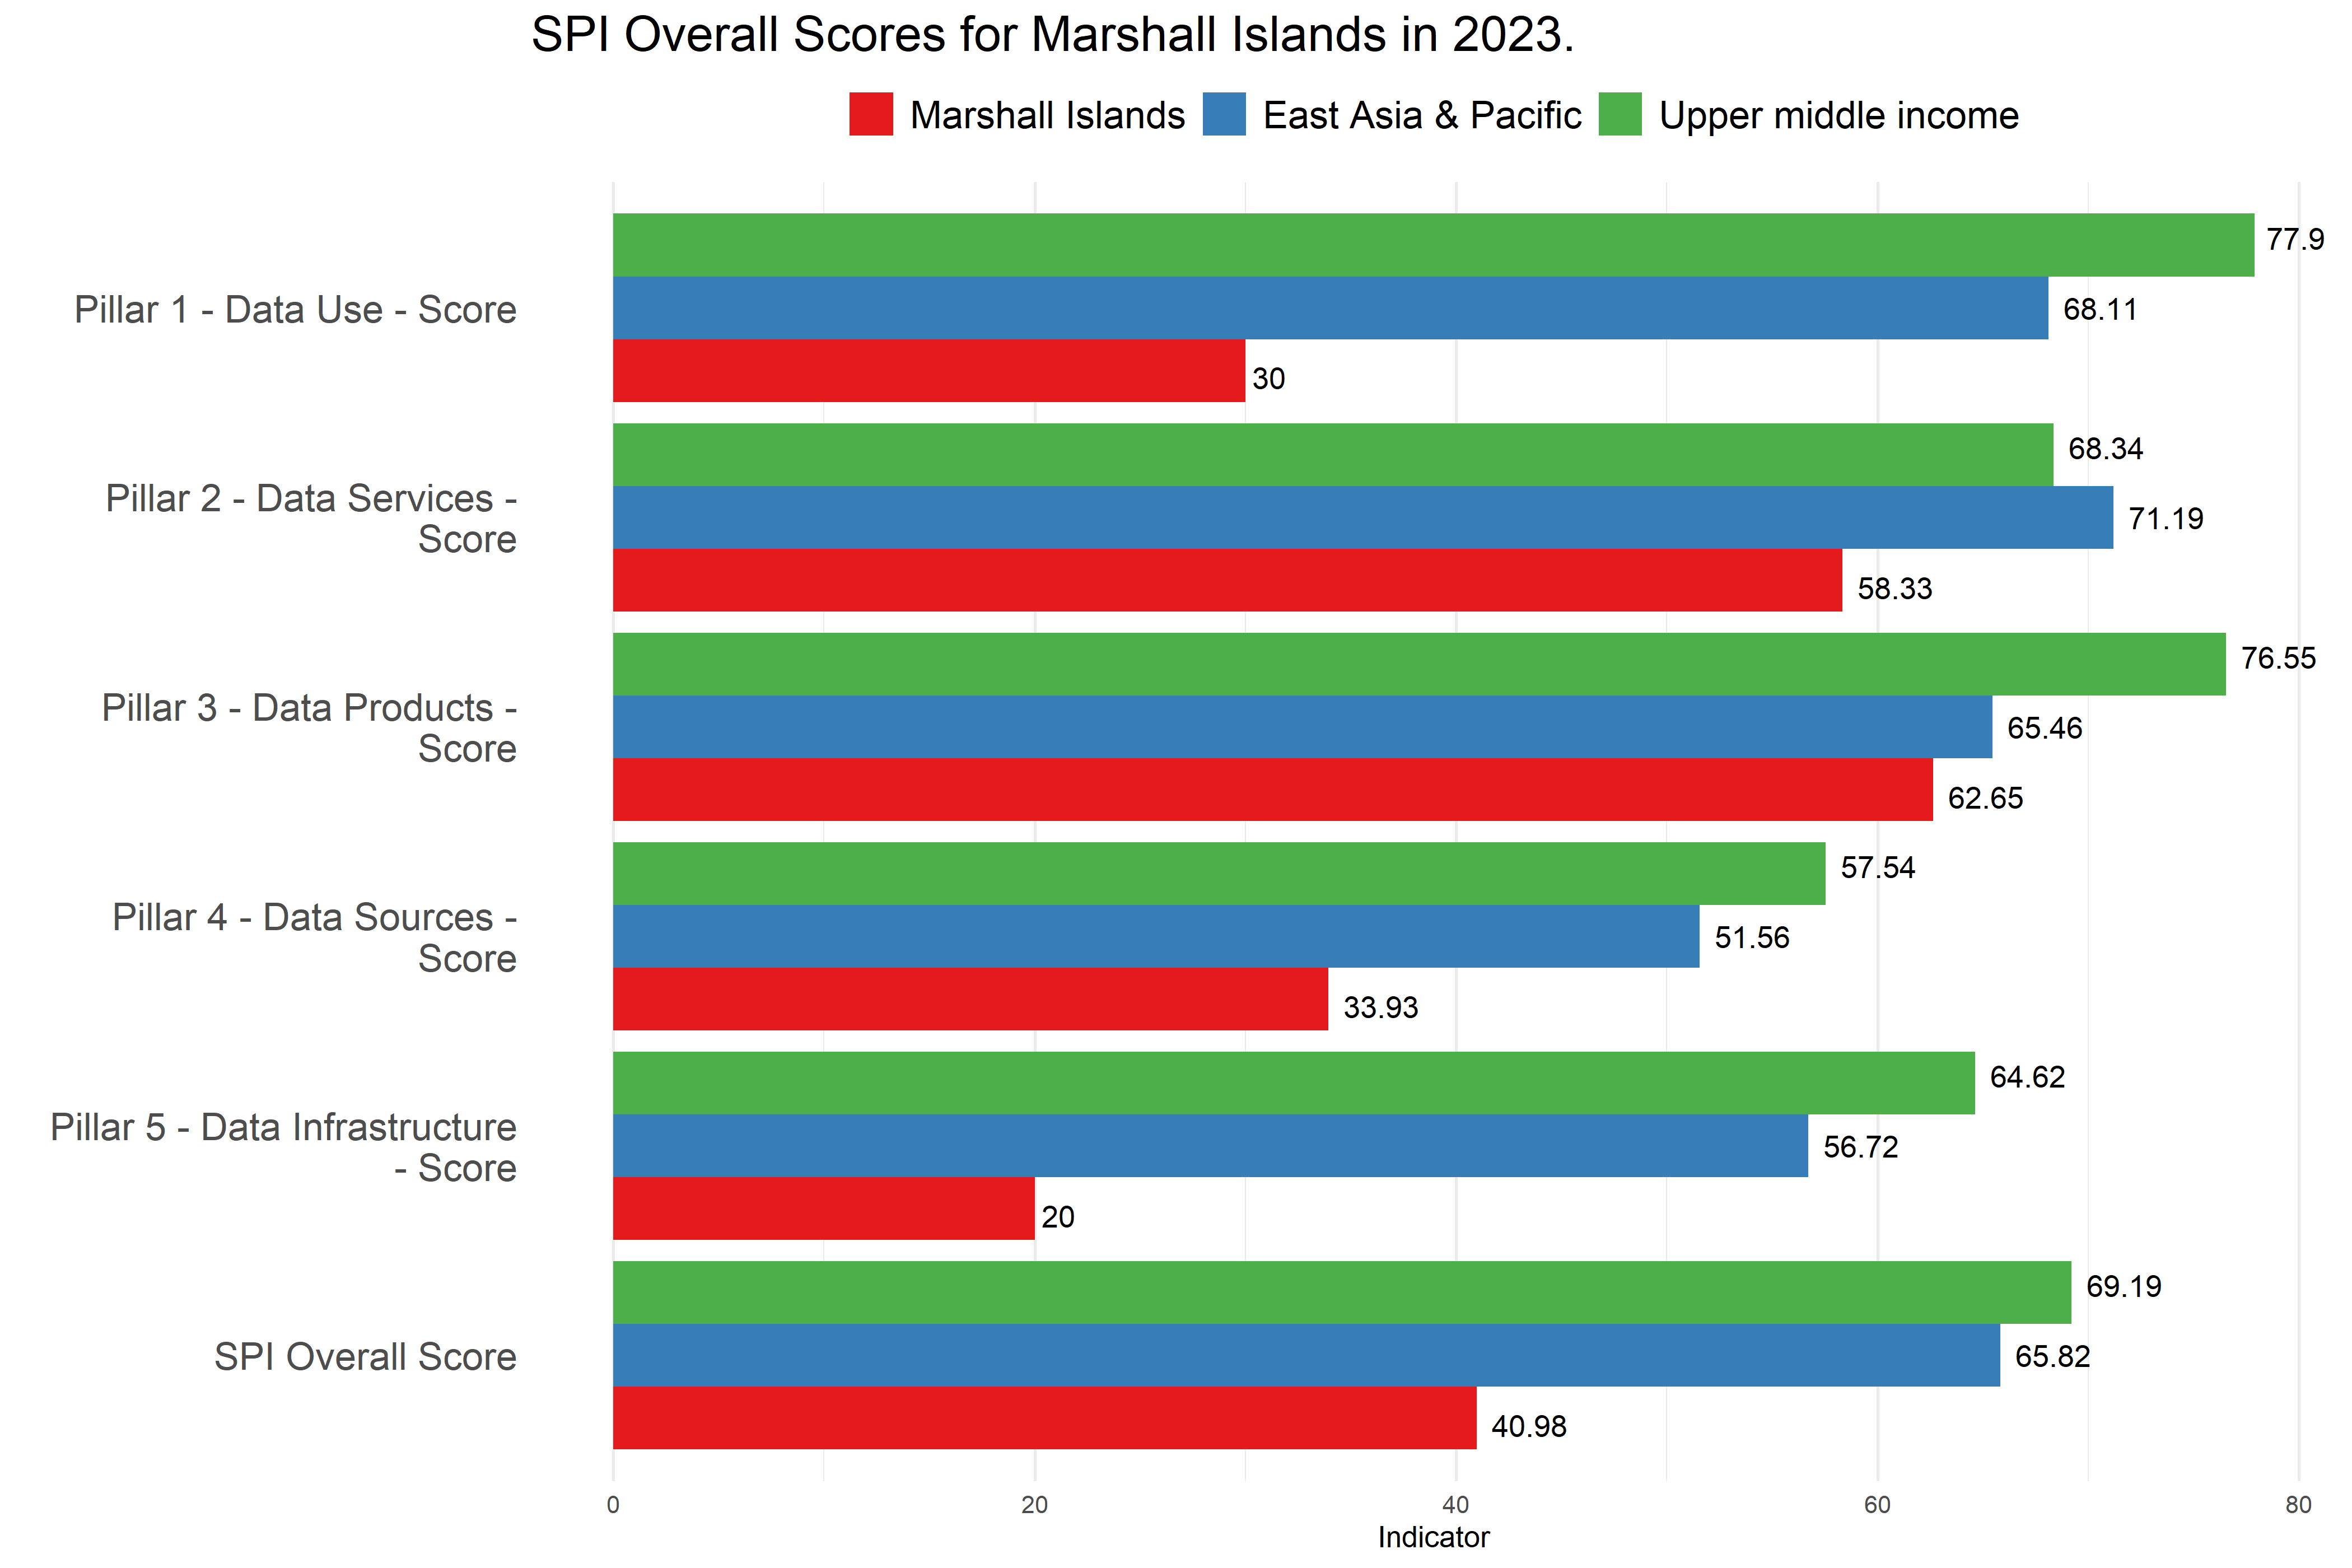 SPI Overall Scores for Marshall Islands in 2023.
Marshall Islands East Asia & Pacific Upper middle income
77.9
Pillar 1 - Data Use - Score
68.11
30
68.34
Pillar 2 - Data Services -
Score
71.19
58.33
76.55
Pillar 3 - Data Products -
Score
65.46
62.65
57.54
Pillar 4 - Data Sources -
Score
51.56
33.93
64.62
Pillar 5 - Data Infrastructure
- Score
56.72
20
69.19
SPI Overall Score
65.82
40.98
0 20 40 60 80
Indicator